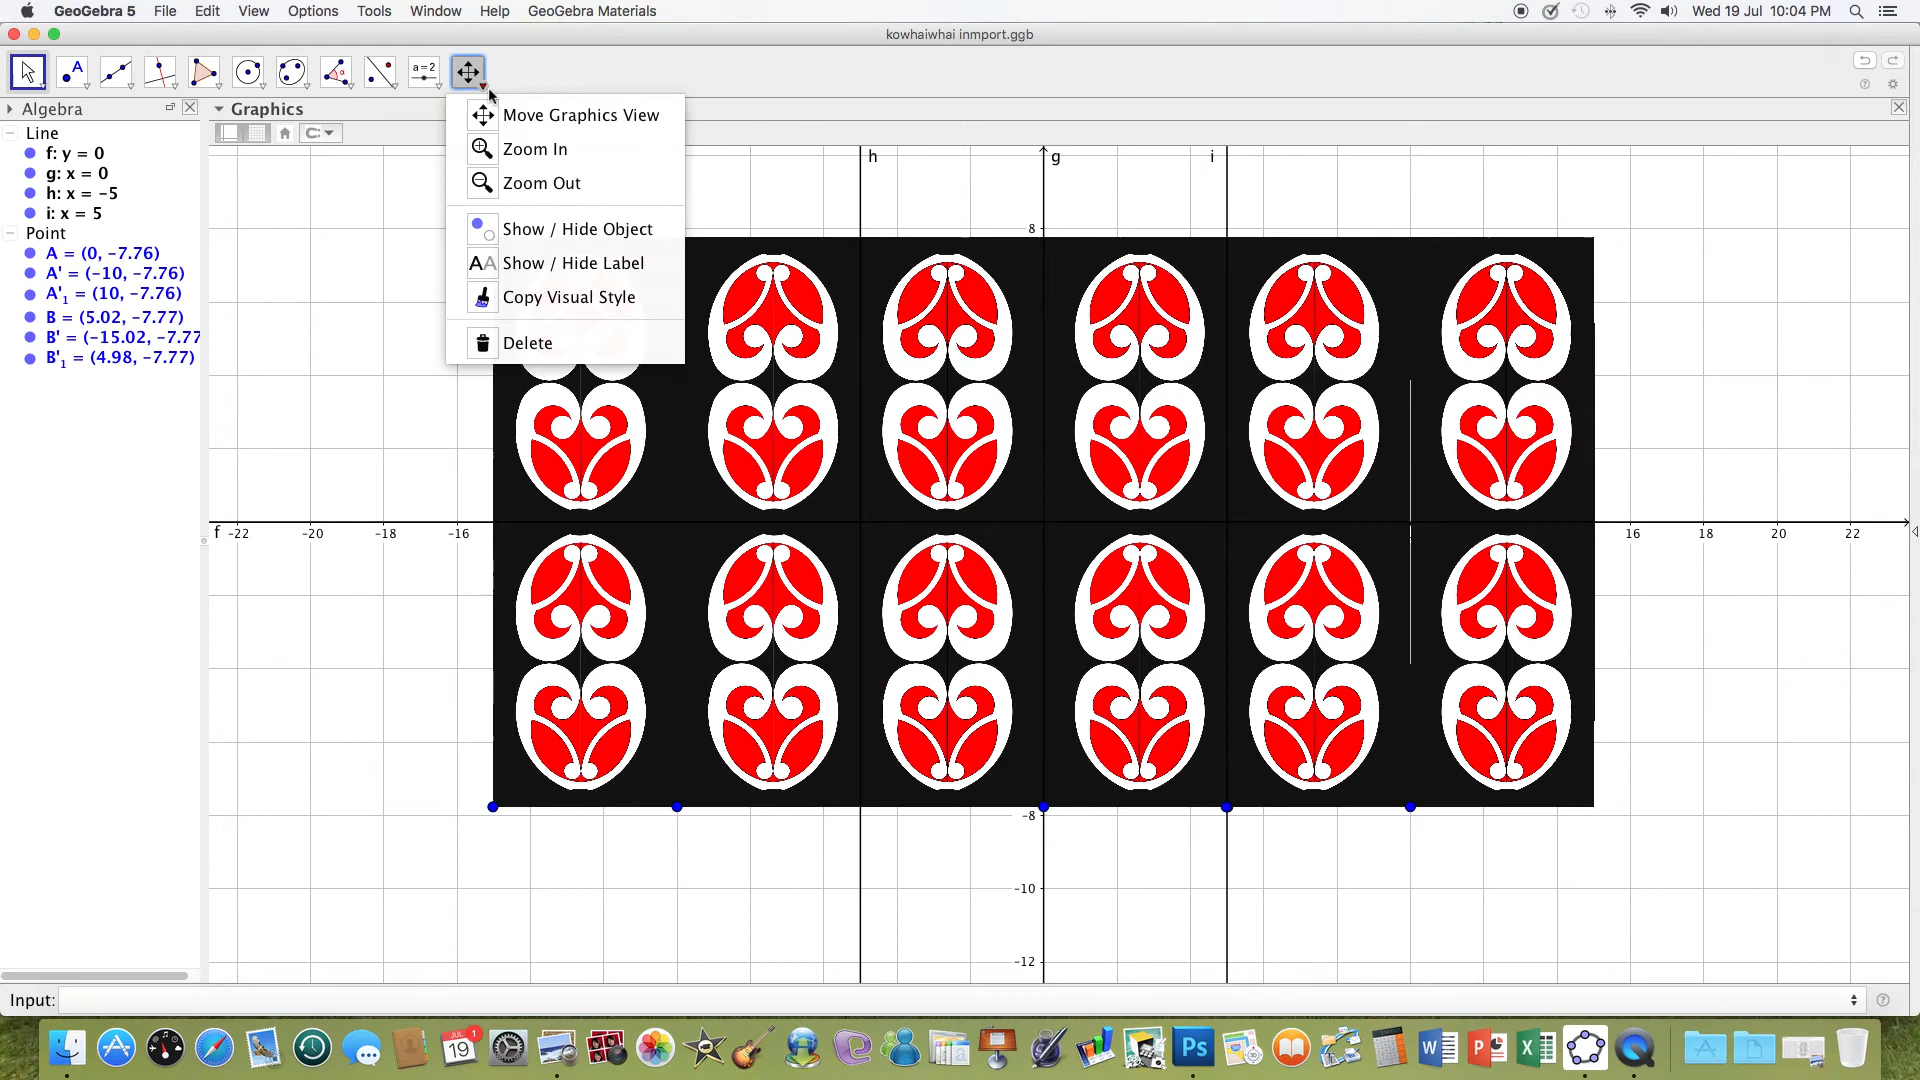 GeoGebra 5 File Edit View Options Tools Window Help GeoGebra Materials Wed 19 Jul 10:04 PM
kowhaiwhai inmport.ggb
A a=2
Algebra Graphics
Move Graphics View
Zoom In
Zoom Out
Show / Hide Object
AA Show / Hide Label
Copy Visual Style
Delete
Line
f: y = 0
g: x = 0
h: x = −5
i: x = 5
Point
A = (0, −7.76)
A' = (−10, −7.76)
A'₁ = (10, −7.76)
B = (5.02, −7.77)
B' = (−15.02, −7.77
B'₁ = (4.98, −7.77)
h g i
8
f -22 -20 -18 -16 16 18 20 22
-8
-10
-12
Input:
JUL 19 1
Ps W P X